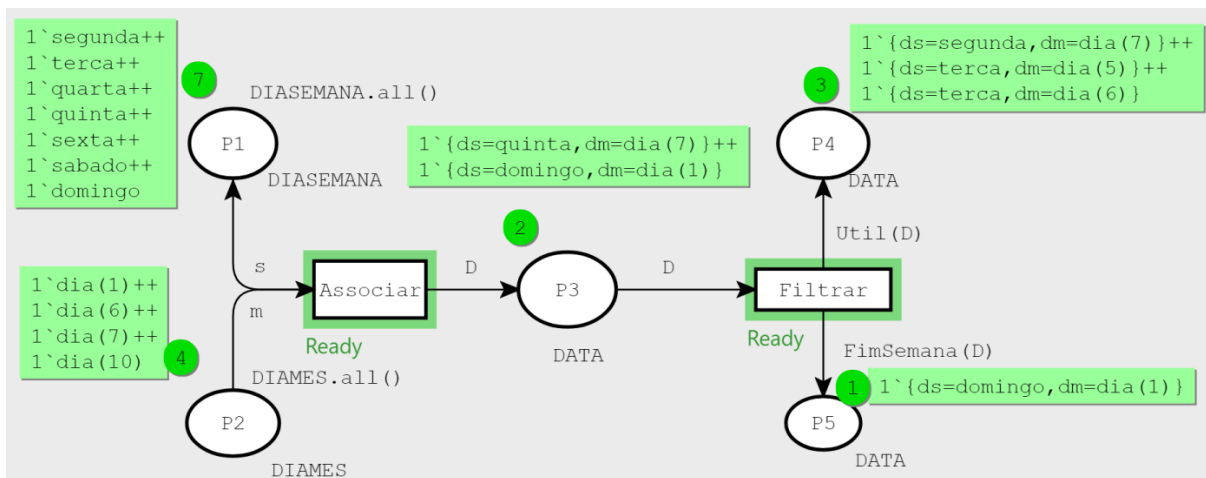 1`segunda++
1`terca++
1`quarta++
1`quinta++
1`sexta++
1`sabado++
1`domingo
7
DIASEMANA.all()
P1
DIASEMANA
1`{ds=quinta,dm=dia(7)}++
1`{ds=domingo,dm=dia(1)}
2
1`{ds=segunda,dm=dia(7)}++
1`{ds=terca,dm=dia(5)}++
1`{ds=terca,dm=dia(6)}
3
P4
DATA
Util(D)
s
m
Associar
Ready
D
P3
DATA
D
Filtrar
Ready
1`dia(1)++
1`dia(6)++
1`dia(7)++
1`dia(10)
4
DIAMES.all()
P2
DIAMES
FimSemana(D)
1
1`{ds=domingo,dm=dia(1)}
P5
DATA